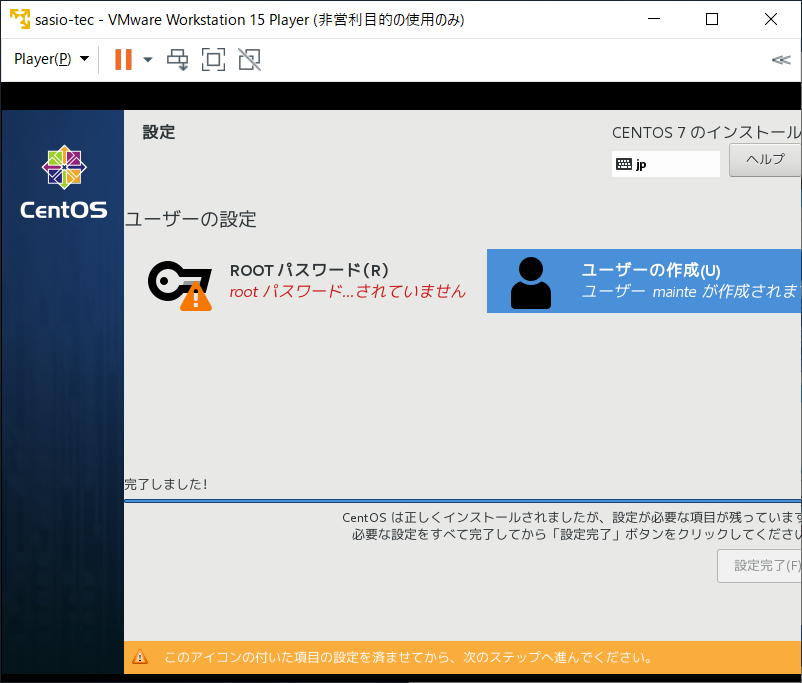 sasio-tec - VMware Workstation 15 Player (非営利目的の使用のみ)
Player(P)
設定
CENTOS 7 のインストール
jp
ヘルプ
CentOS
ユーザーの設定
ROOT パスワード(R)
root パスワード...されていません
ユーザーの作成(U)
ユーザー mainte が作成されま
完了しました!
CentOS は正しくインストールされましたが、設定が必要な項目が残っています
必要な設定をすべて完了してから「設定完了」ボタンをクリックしてください
設定完了(F)
このアイコンの付いた項目の設定を済ませてから、次のステップへ進んでください。